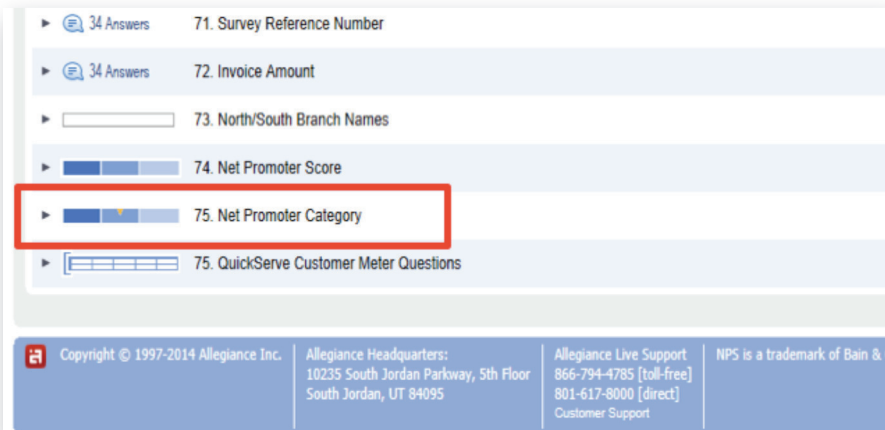 34 Answers 71. Survey Reference Number
34 Answers 72. Invoice Amount
73. North/South Branch Names
74. Net Promoter Score
75. Net Promoter Category
75. QuickServe Customer Meter Questions
Copyright © 1997-2014 Allegiance Inc.
Allegiance Headquarters:
10235 South Jordan Parkway, 5th Floor
South Jordan, UT 84095
Allegiance Live Support
866-794-4785 [toll-free]
801-617-8000 [direct]
Customer Support
NPS is a trademark of Bain &